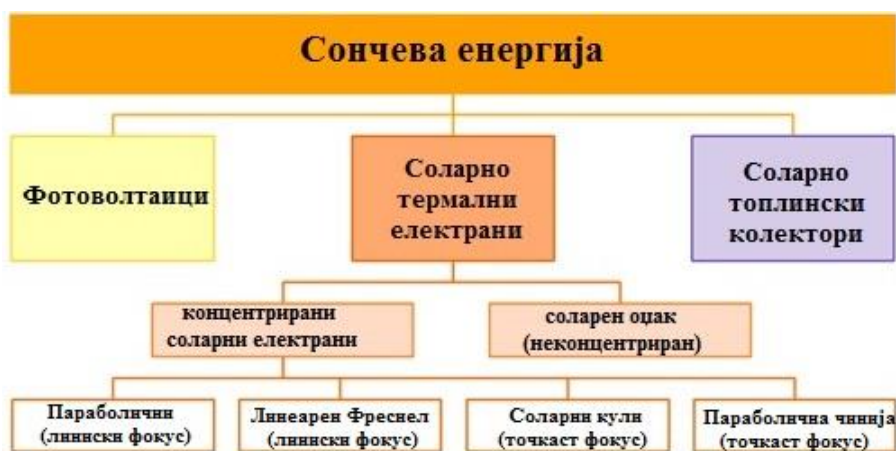 Сончева енергија
Фотоволтаици
Соларно
термални
електрани
Соларно
топлински
колектори
концентрирани
соларни електрани
соларен оџак
(неконцентриран)
Параболични
(линиски фокус)
Линеарен Фреснел
(линиски фокус)
Соларни кули
(точкаст фокус)
Параболична чинија
(точкаст фокус)